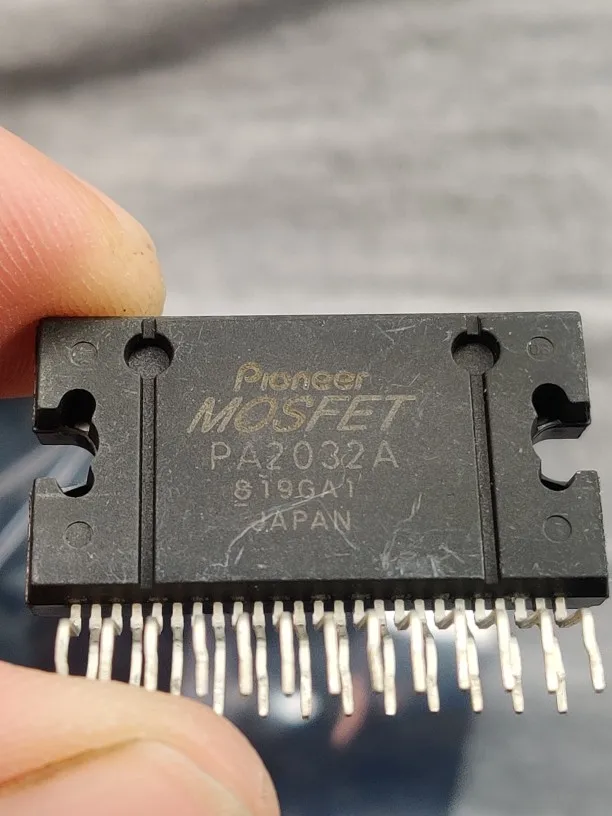 Pioneer
MOSFET
PA2032A
819GA1
JAPAN